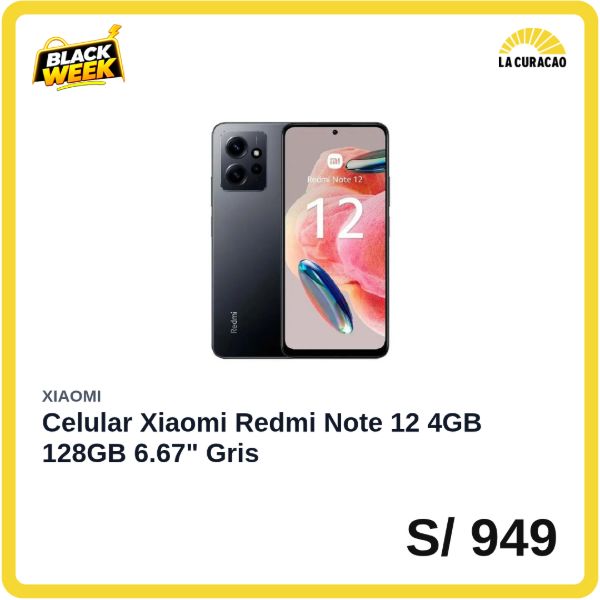 BLACK
WEEK
LA CURACAO
Redmi Note 12
12
Redmi
XIAOMI
Celular Xiaomi Redmi Note 12 4GB
128GB 6.67" Gris
S/ 949